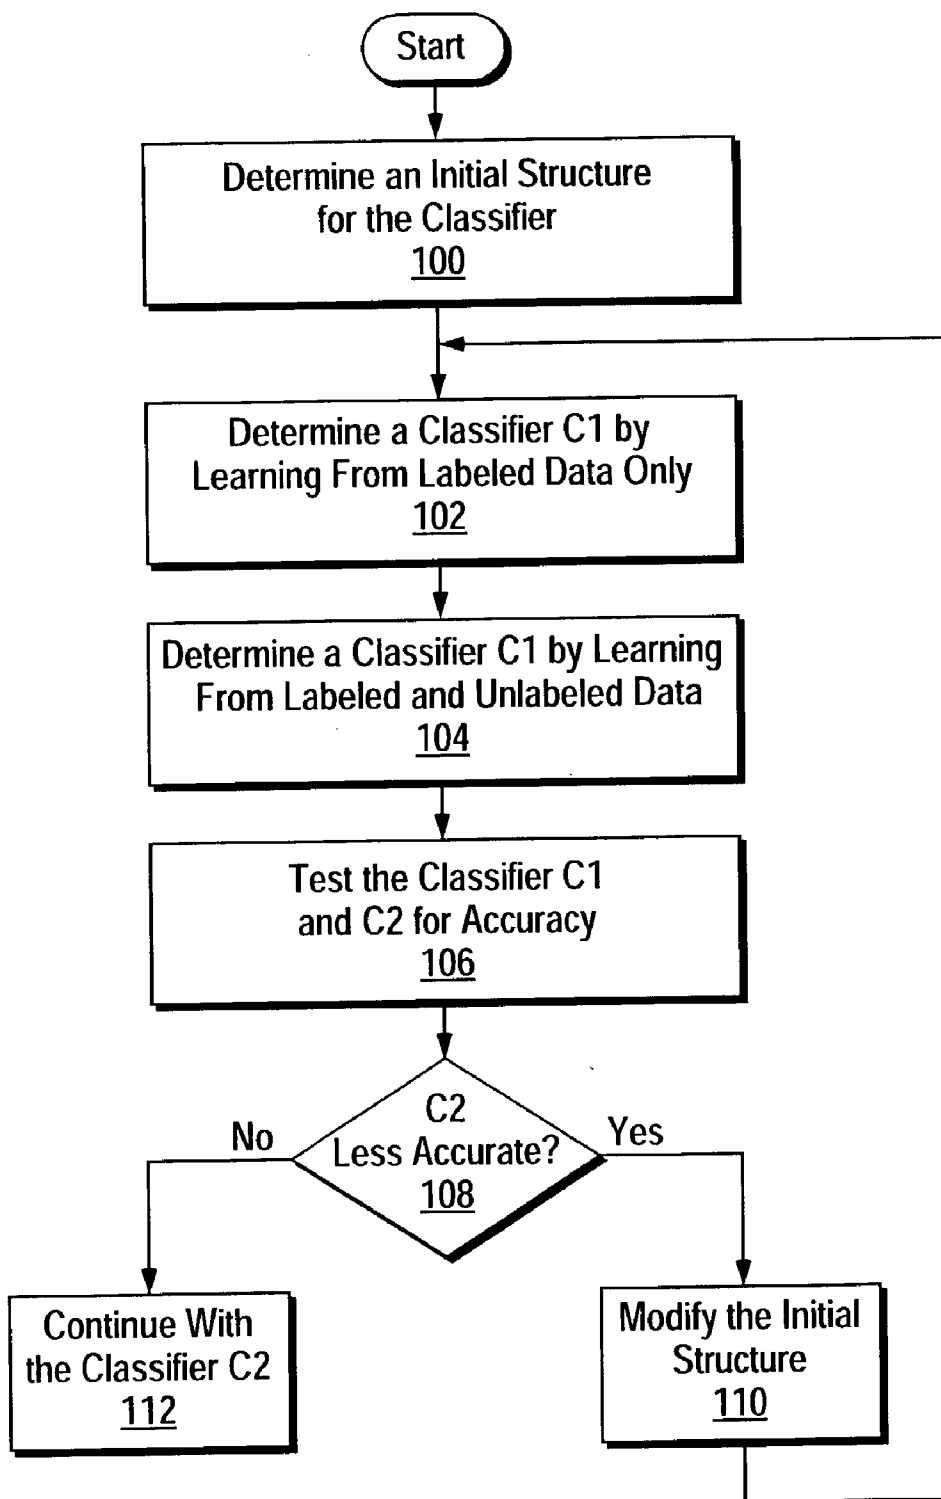 Start
Determine an Initial Structure
for the Classifier
100
Determine a Classifier C1 by
Learning From Labeled Data Only
102
Determine a Classifier C1 by Learning
From Labeled and Unlabeled Data
104
Test the Classifier C1
and C2 for Accuracy
106
C2
Less Accurate?
108
No
Yes
Continue With
the Classifier C2
112
Modify the Initial
Structure
110